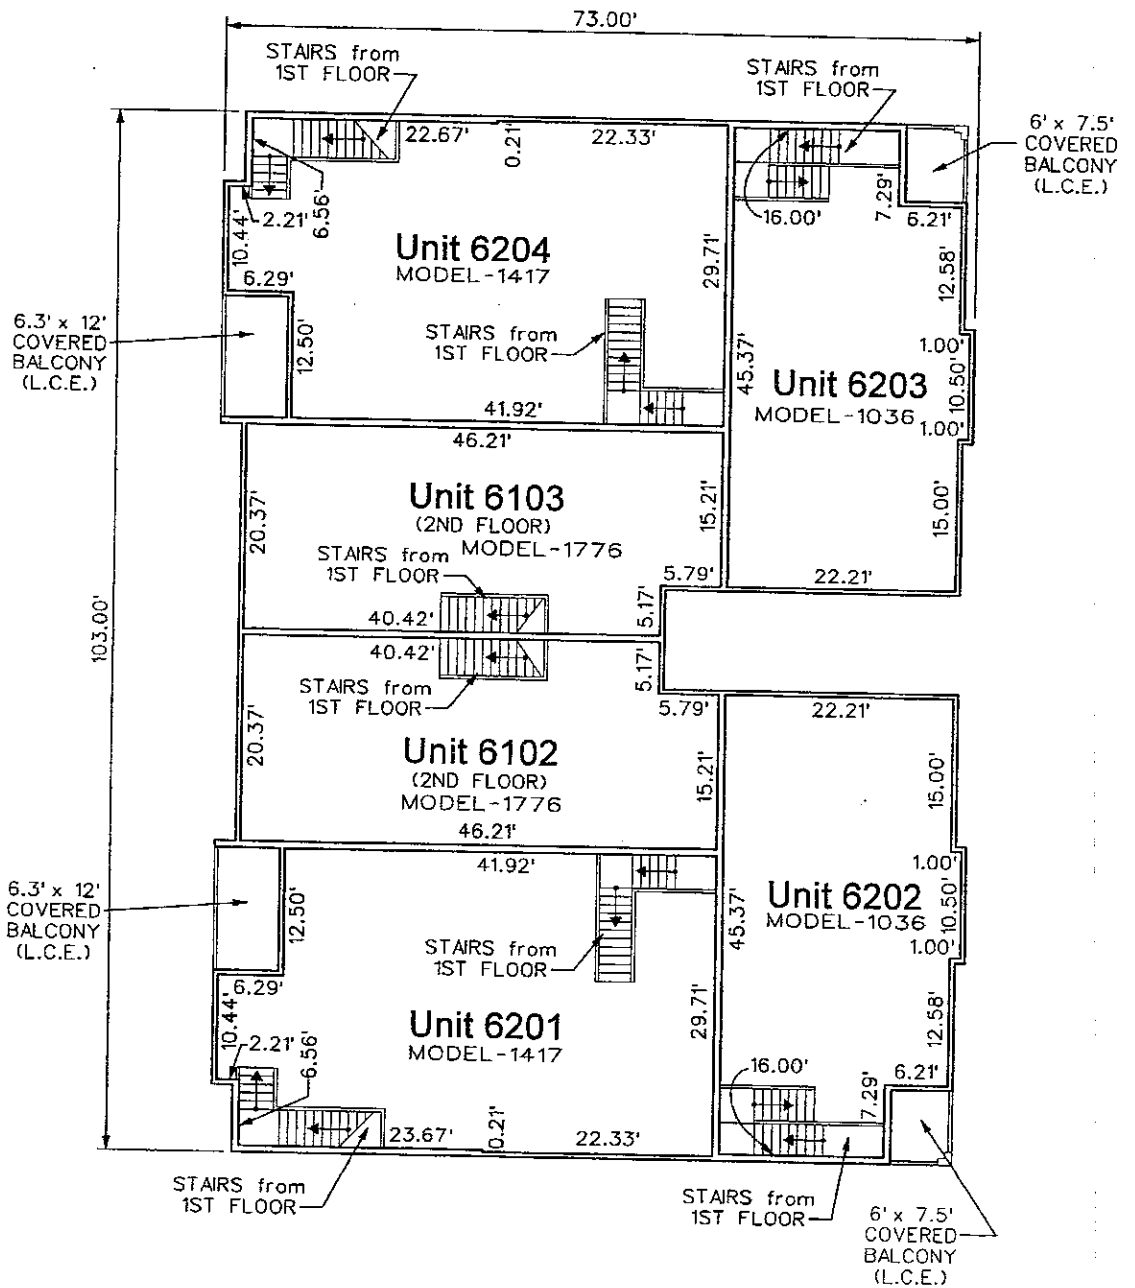 73.00'
STAIRS from
1ST FLOOR
STAIRS from
1ST FLOOR
6' x 7.5'
COVERED
BALCONY
(L.C.E.)
22.67'
0.21'
22.33'
16.00'
7.29'
6.21'
2.21'
6.56'
10.44'
6.29'
Unit 6204
MODEL-1417
29.71'
12.58'
6.3' x 12'
COVERED
BALCONY
(L.C.E.)
12.50'
STAIRS from
1ST FLOOR
41.92'
45.37'
Unit 6203
MODEL-1036
1.00'
10.50'
1.00'
46.21'
20.37'
Unit 6103
(2ND FLOOR)
MODEL-1776
15.21'
15.00'
STAIRS from
1ST FLOOR
5.79'
22.21'
40.42'
5.17'
103.00'
40.42'
5.17'
STAIRS from
1ST FLOOR
5.79'
22.21'
20.37'
Unit 6102
(2ND FLOOR)
MODEL-1776
15.21'
15.00'
46.21'
41.92'
6.3' x 12'
COVERED
BALCONY
(L.C.E.)
12.50'
STAIRS from
1ST FLOOR
45.37'
Unit 6202
MODEL-1036
1.00'
10.50'
1.00'
6.29'
10.44'
2.21'
6.56'
Unit 6201
MODEL-1417
29.71'
12.58'
16.00'
7.29'
6.21'
23.67'
0.21'
22.33'
STAIRS from
1ST FLOOR
STAIRS from
1ST FLOOR
6' x 7.5'
COVERED
BALCONY
(L.C.E.)